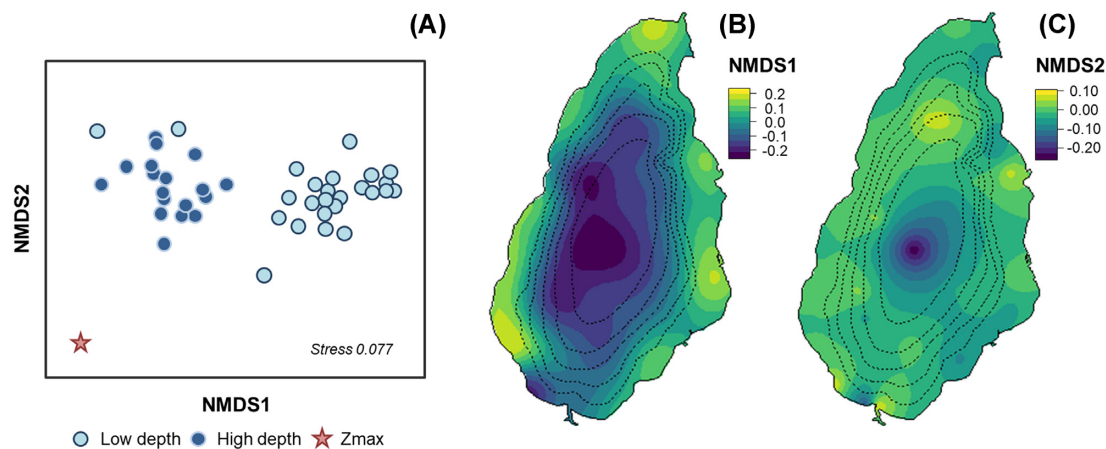 (A)
NMDS2
Stress 0.077
NMDS1
Low depth High depth Zmax
(B)
NMDS1
0.2
0.1
0.0
-0.1
-0.2
(C)
NMDS2
0.10
0.00
-0.10
-0.20